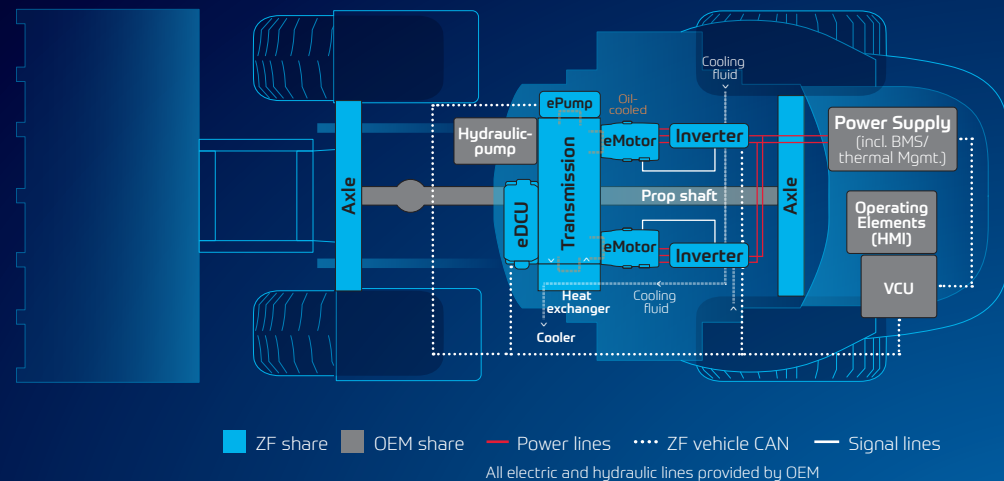 Cooling
fluid
ePump
Oil-
cooled
Hydraulic-
pump
eMotor
Inverter
Power Supply
(incl. BMS/
thermal Mgmt.)
Axle
eDCU
Transmission
Prop shaft
Axle
Operating
Elements
(HMI)
eMotor
Inverter
VCU
Heat
exchanger
Cooling
fluid
Cooler
ZF share
OEM share
Power lines
ZF vehicle CAN
Signal lines
All electric and hydraulic lines provided by OEM